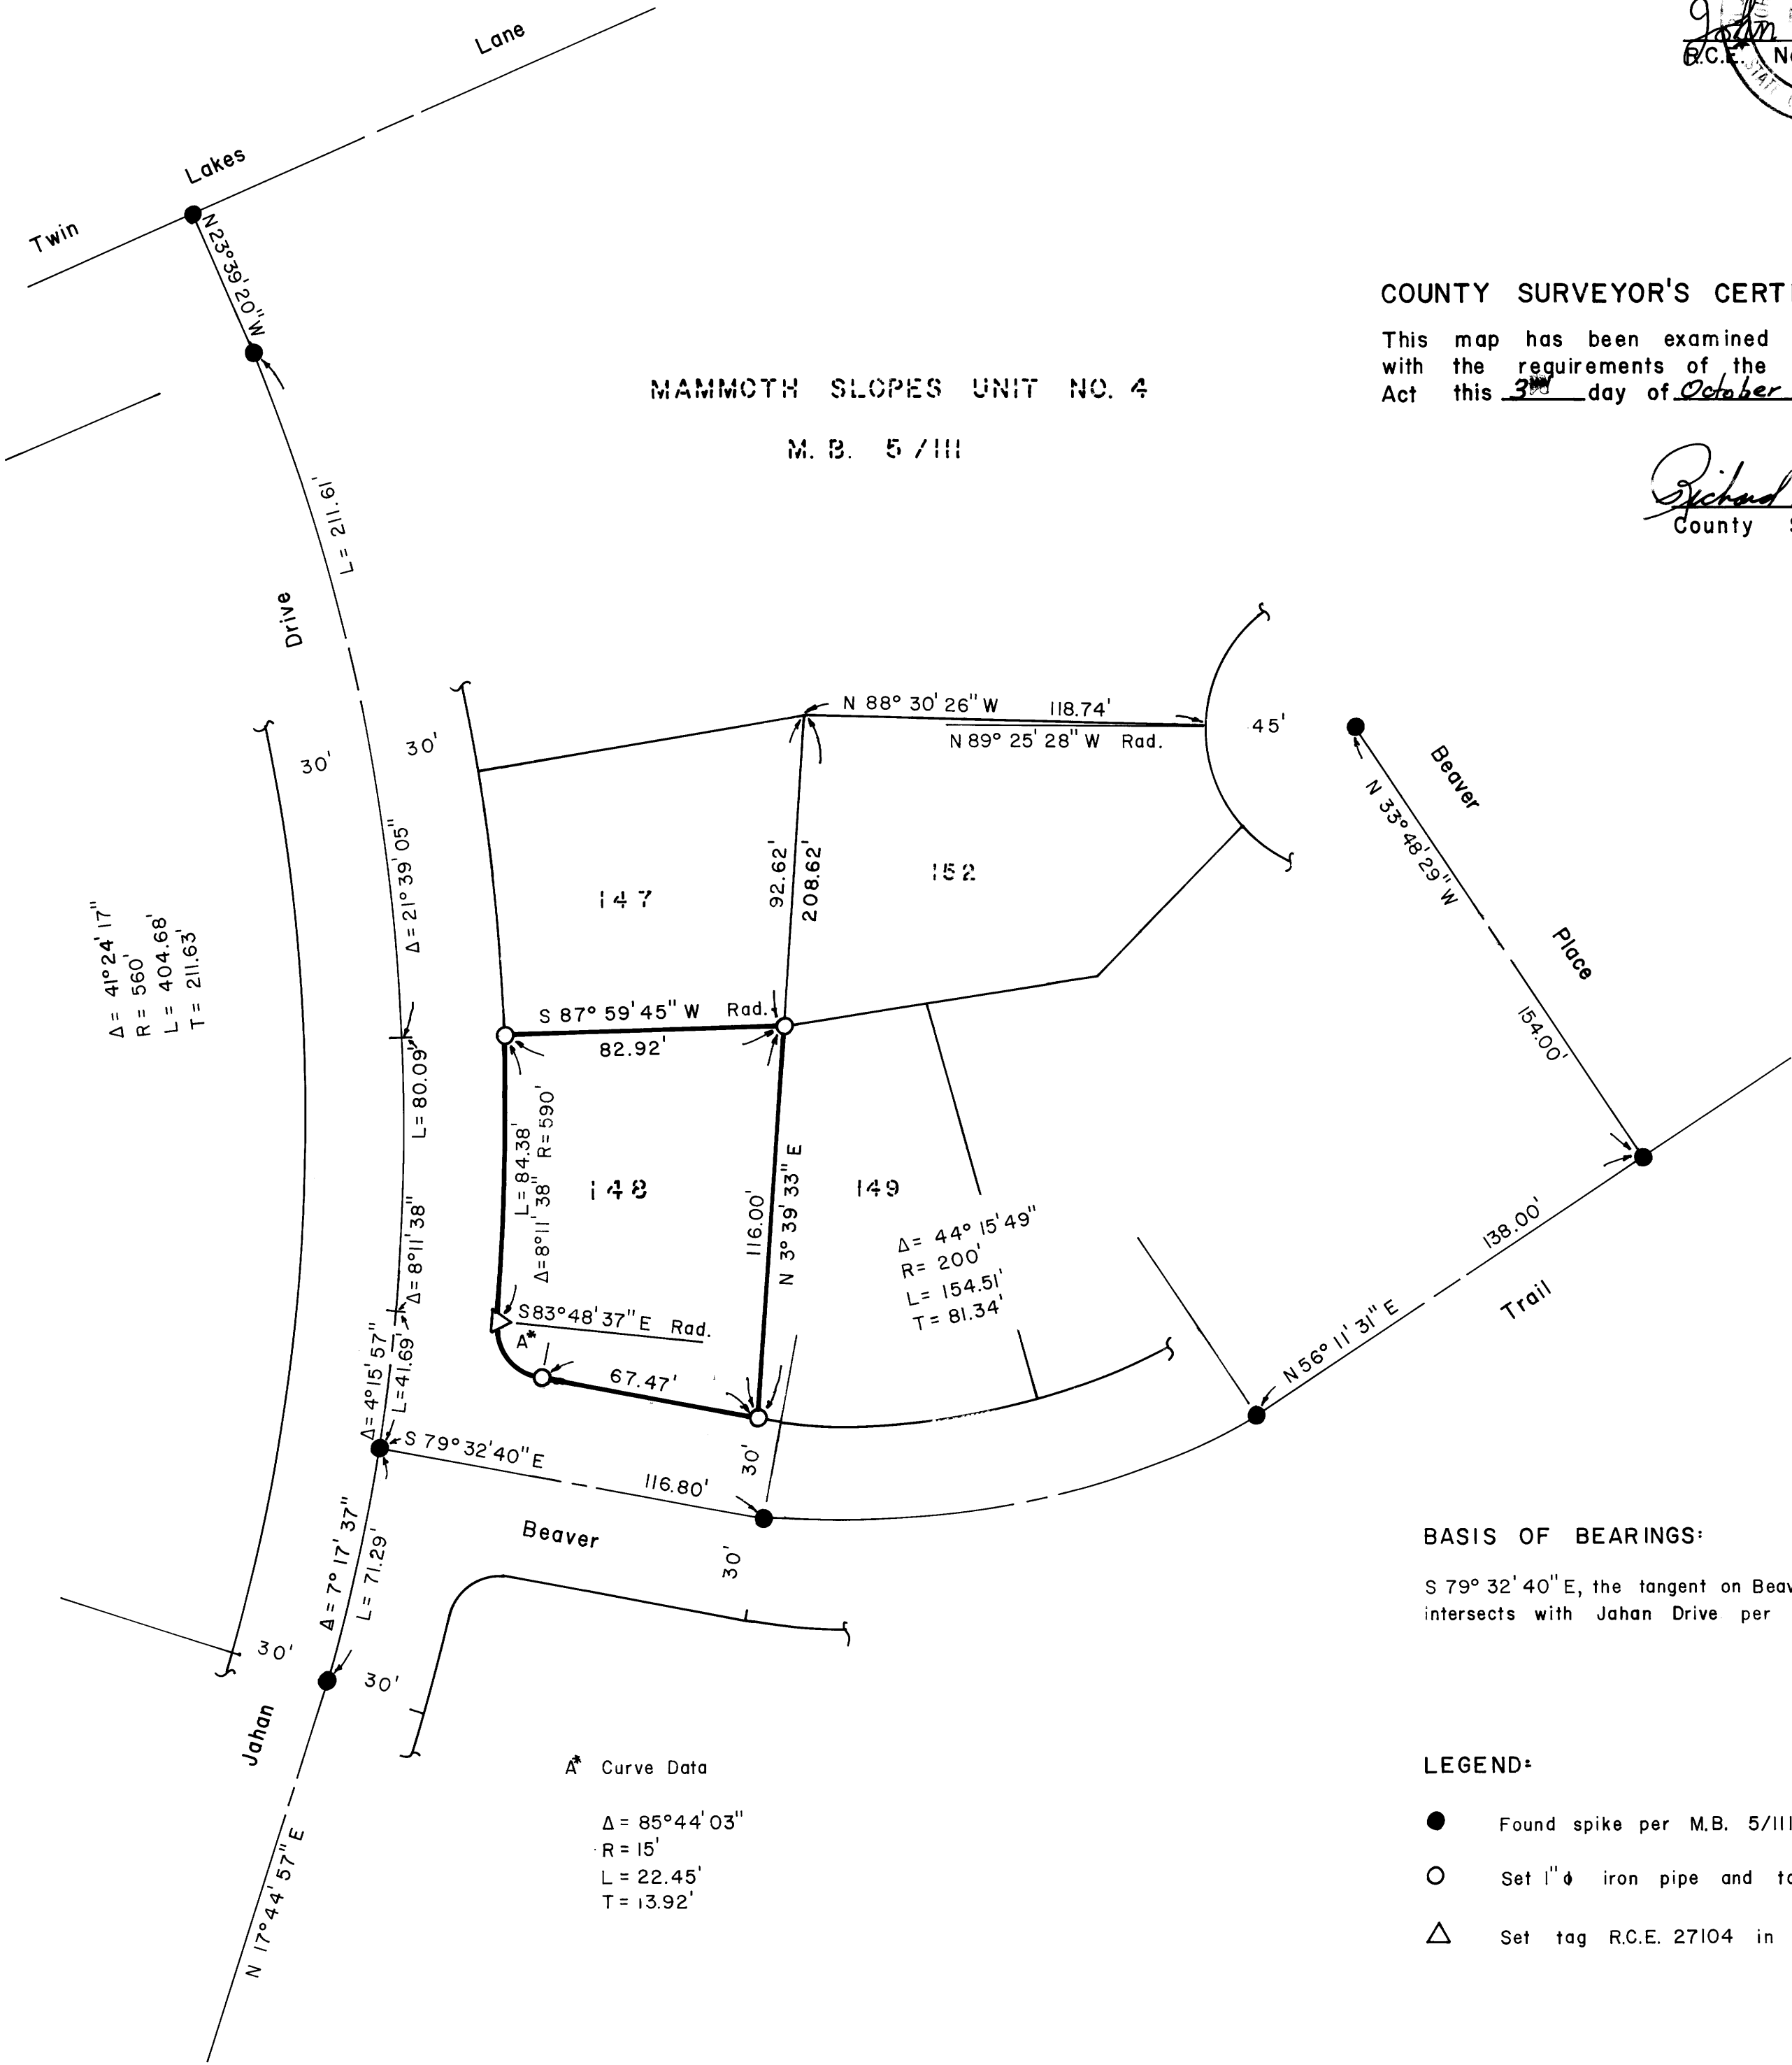 John
R.C.E. No
STATE
Lane
Lakes
Twin
N 23°39'20" W
COUNTY SURVEYOR'S CERTI
This map has been examined
with the requirements of the
Act this 3rd day of October
Richard
County S
MAMMOTH SLOPES UNIT NO. 4
M. B. 5 /111
L = 211.61'
Drive
30'
30'
N 88° 30' 26" W 118.74'
N 89° 25' 28" W Rad.
45'
Beaver
N 33° 48' 29" W
Place
154.00'
Δ = 21° 39' 05"
Δ = 41° 24' 17"
R = 560'
L = 404.68'
T = 211.63'
147
92.62'
208.62'
152
S 87° 59' 45" W Rad.
82.92'
L = 80.09'
L = 84.38'
R = 590'
Δ = 8° 11' 38"
148
116.00'
N 3° 39' 33" E
149
Δ = 44° 15' 49"
R = 200'
L = 154.51'
T = 81.34'
138.00'
N 56° 11' 31" E
Trail
Δ = 8° 11' 38"
S 83° 48' 37" E Rad.
A*
67.47'
Δ = 4° 15' 57"
L = 41.69'
S 79° 32' 40" E
116.80'
30'
Beaver
30'
Δ = 7° 17' 37"
L = 71.29'
30'
30'
Jahan
N 17° 44' 57" E
BASIS OF BEARINGS:
S 79° 32' 40" E, the tangent on Beav
intersects with Jahan Drive per
A* Curve Data
Δ = 85° 44' 03"
R = 15'
L = 22.45'
T = 13.92'
LEGEND:
Found spike per M.B. 5/111
Set 1"ϕ iron pipe and ta
Set tag R.C.E. 27104 in